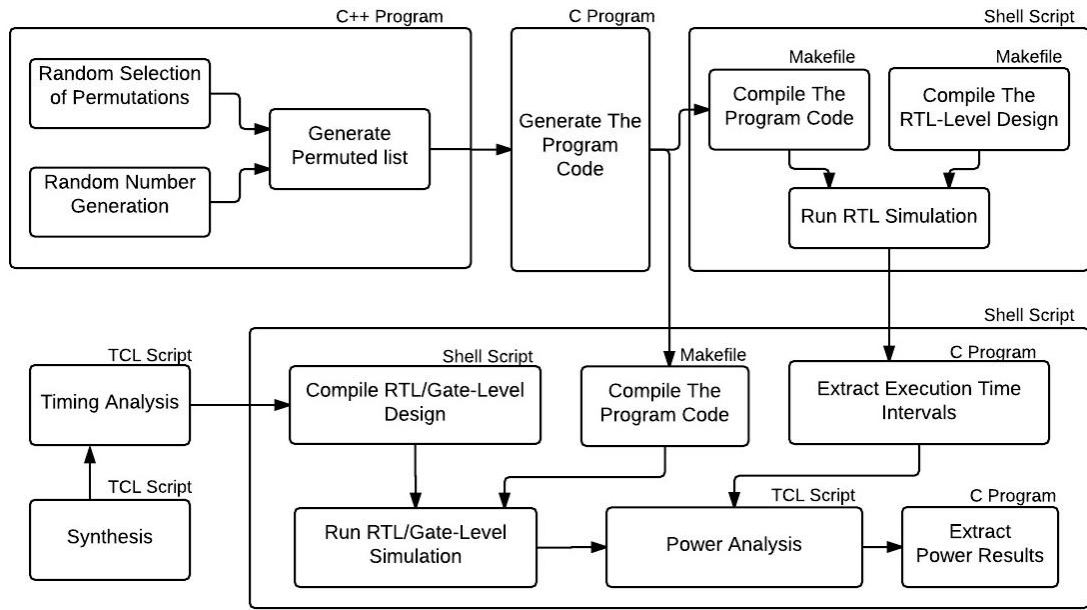 C++ Program
C Program
Shell Script
Random Selection
of Permutations
Generate
Permuted list
Random Number
Generation
Generate The
Program
Code
Makefile
Makefile
Compile The
Program Code
Compile The
RTL-Level Design
Run RTL Simulation
Shell Script
TCL Script
Timing Analysis
TCL Script
Synthesis
Shell Script
Compile RTL/Gate-Level
Design
Makefile
Compile The
Program Code
C Program
Extract Execution Time
Intervals
Run RTL/Gate-Level
Simulation
TCL Script
Power Analysis
C Program
Extract
Power Results